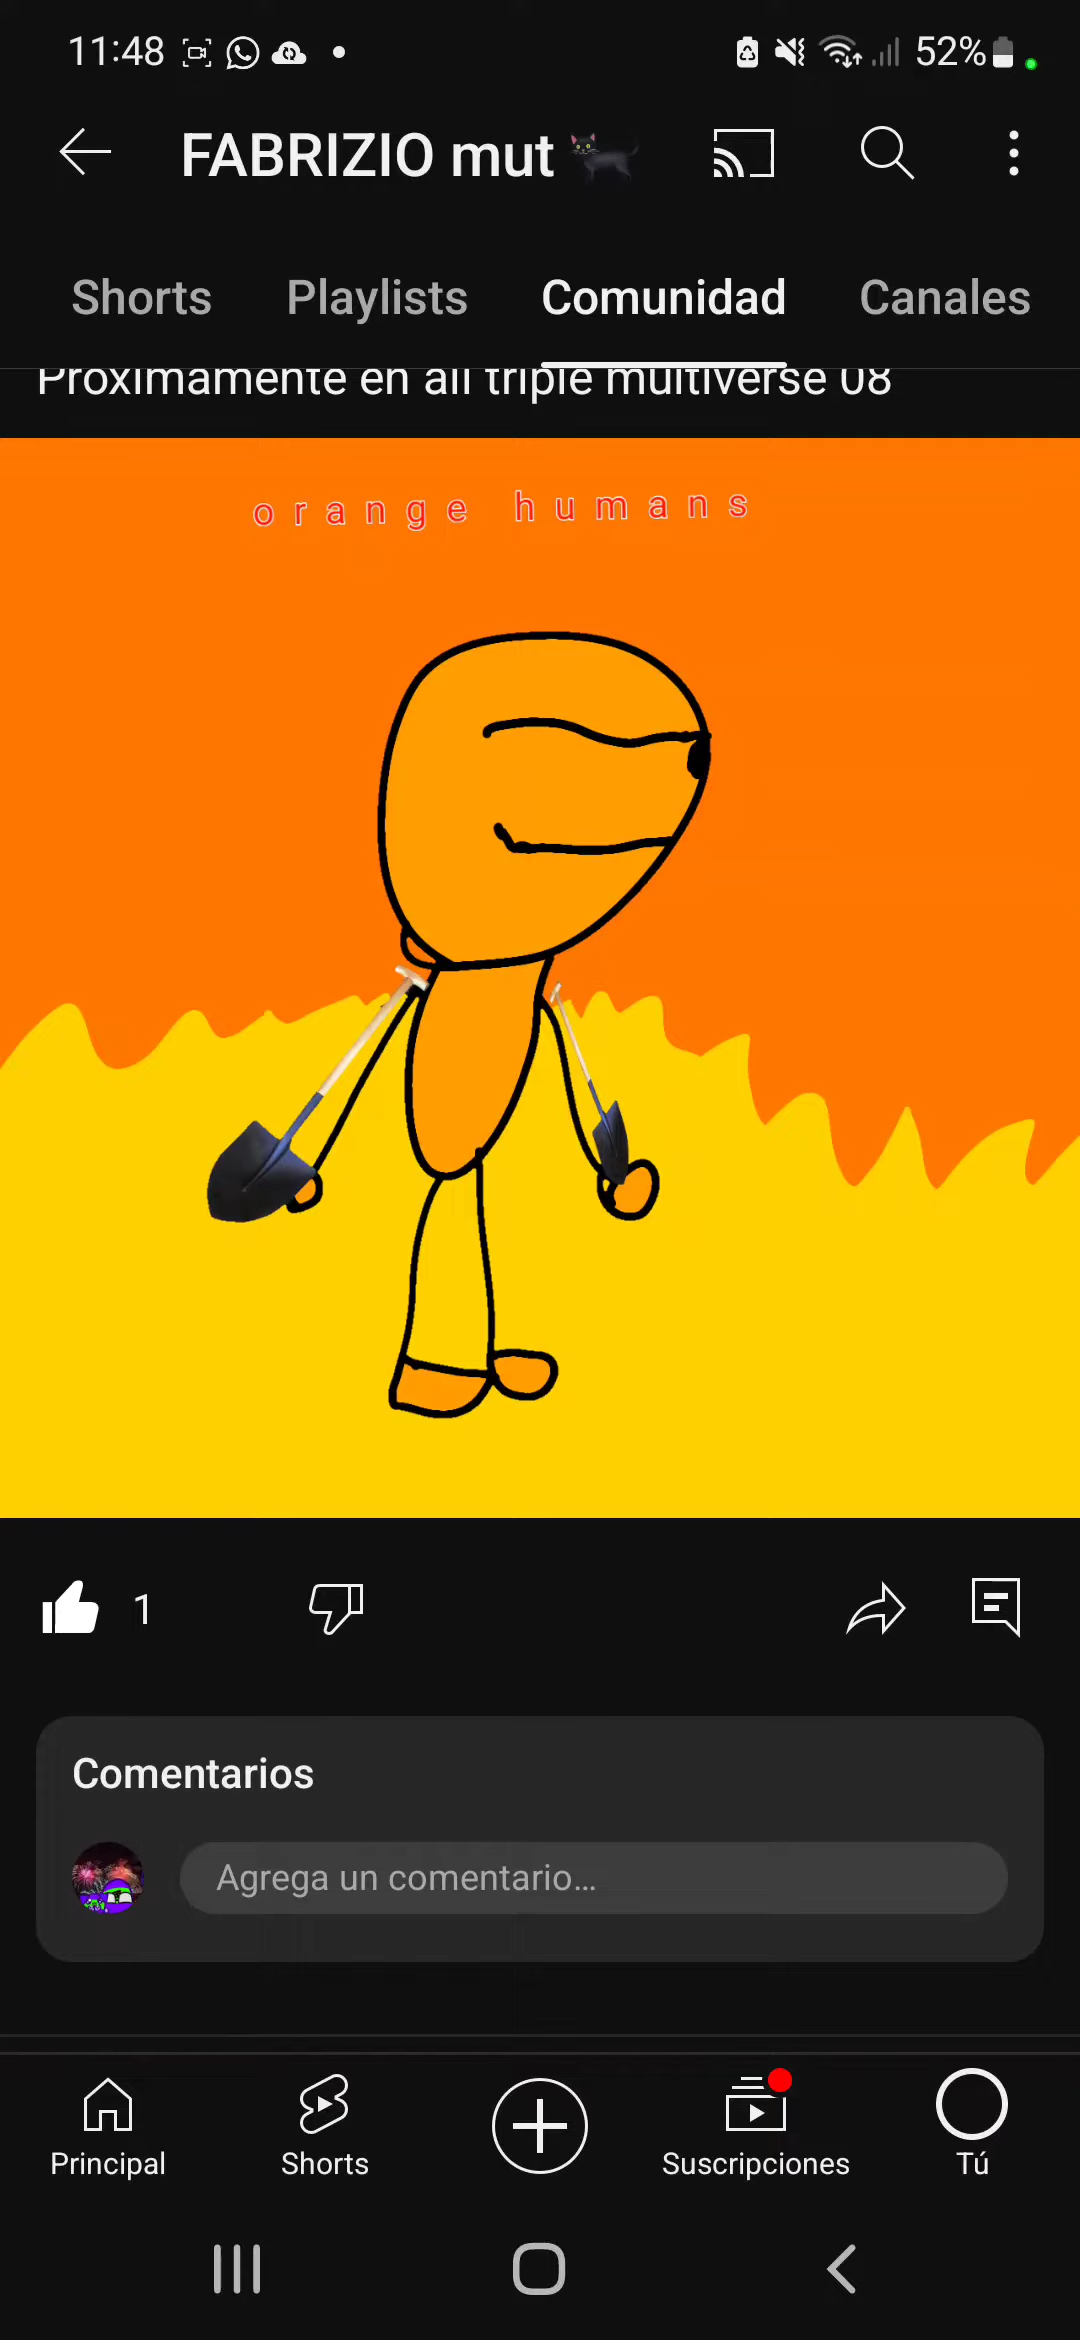 11:48
52%
FABRIZIO mut
Shorts Playlists Comunidad Canales
Proximamente en all triple multiverse 08
orange humans
1
Comentarios
Agrega un comentario...
Principal Shorts Suscripciones Tú